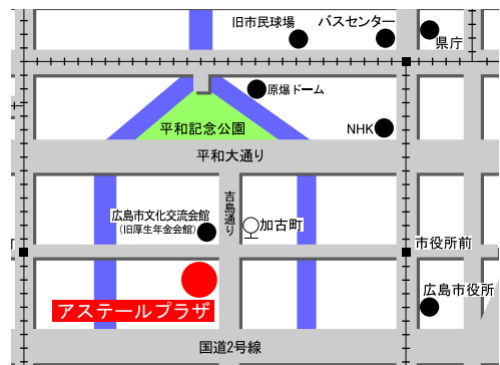 旧市民球場
バスセンター
県庁
原爆ドーム
平和記念公園
NHK
平和大通り
吉島通り
広島市文化交流会館
(旧厚生年金会館)
加古町
市役所前
広島市役所
アステールプラザ
国道2号線